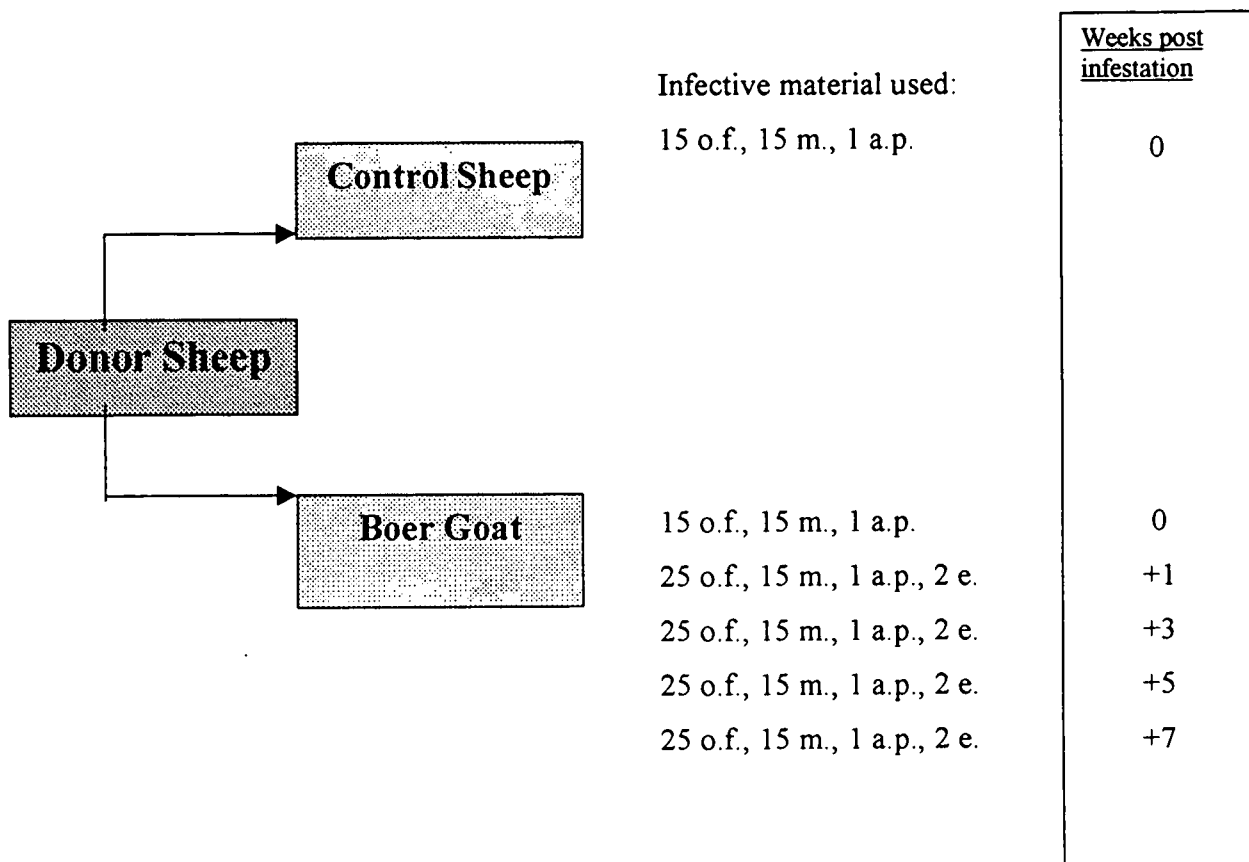 Weeks post
infestation
Infective material used:
15 o.f., 15 m., 1 a.p. 0
Control Sheep
Donor Sheep
Boer Goat
15 o.f., 15 m., 1 a.p. 0
25 o.f., 15 m., 1 a.p., 2 e. +1
25 o.f., 15 m., 1 a.p., 2 e. +3
25 o.f., 15 m., 1 a.p., 2 e. +5
25 o.f., 15 m., 1 a.p., 2 e. +7